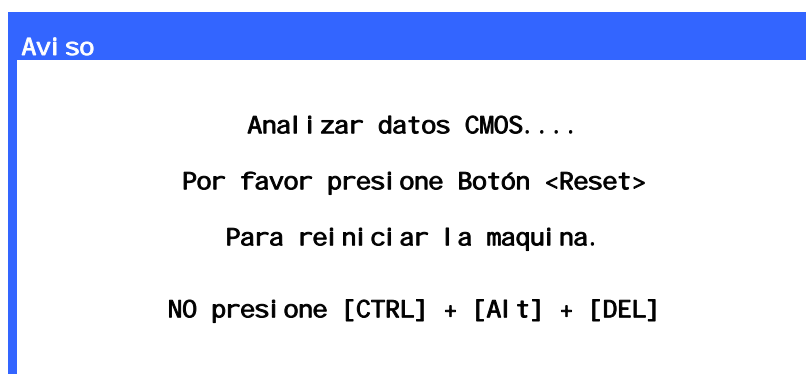 Aviso
Analizar datos CMOS....
Por favor presione Botón <Reset>
Para reiniciar la maquina.
NO presione [CTRL] + [Alt] + [DEL]